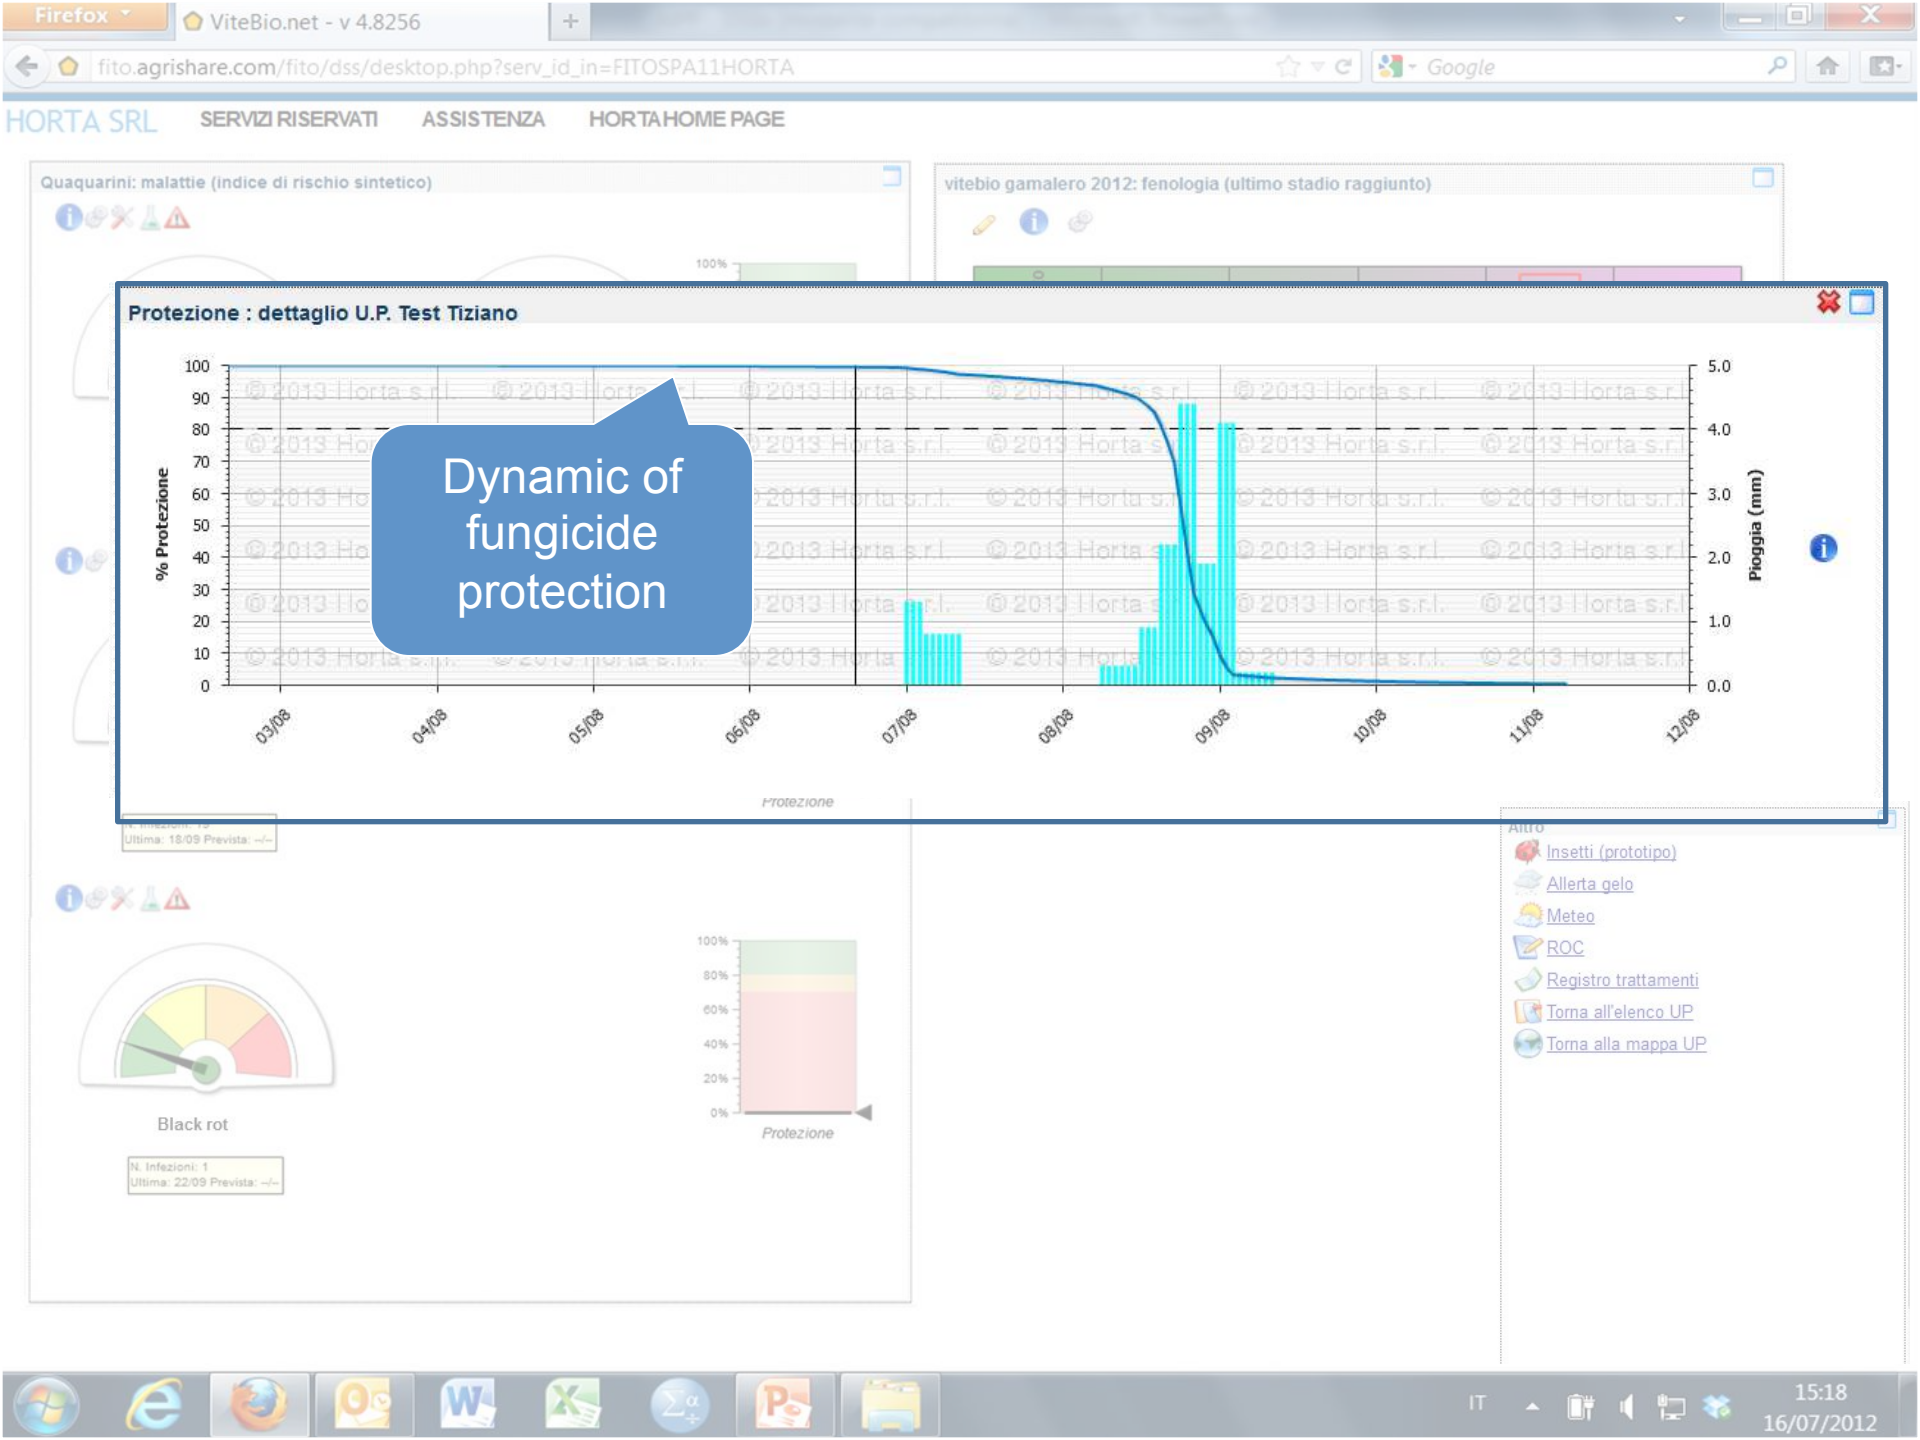 Firefox
ViteBio.net - v 4.8256
fito.agrishare.com/fito/dss/desktop.php?serv_id_in=FITOSPA11HORTA
Google
HORTA SRL SERVIZI RISERVATI ASSISTENZA HORTA HOME PAGE
Quaquarini: malattie (indice di rischio sintetico)
vitebio gamalero 2012: fenologia (ultimo stadio raggiunto)
100%
Protezione : dettaglio U.P. Test Tiziano
% Protezione
100
90
80
70
60
50
40
30
20
10
0
Dynamic of
fungicide
protection
© 2013 Horta s.r.l.
5.0
4.0
3.0
2.0
1.0
0.0
Pioggia (mm)
03/08 04/08 05/08 06/08 07/08 08/08 09/08 10/08 11/08 12/08
Protezione
Ultima: 18/09 Prevista: --/--
Altro
Insetti (prototipo)
Allerta gelo
Meteo
ROC
Registro trattamenti
Torna all'elenco UP
Torna alla mappa UP
100%
80%
60%
40%
20%
0%
Protezione
Black rot
N. Infezioni: 1
Ultima: 22/09 Prevista: --/--
IT
15:18
16/07/2012